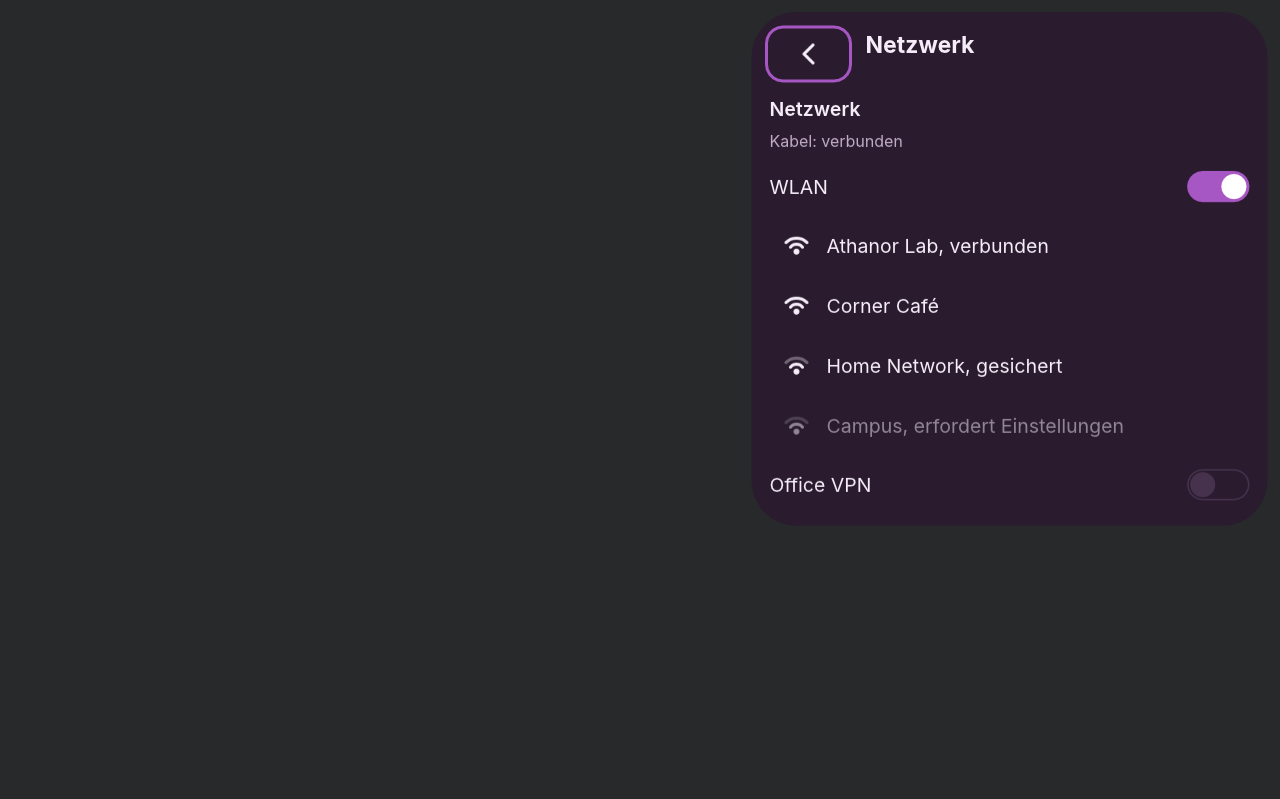 Netzwerk
Netzwerk
Kabel: verbunden
WLAN
Athanor Lab, verbunden
Corner Café
Home Network, gesichert
Campus, erfordert Einstellungen
Office VPN